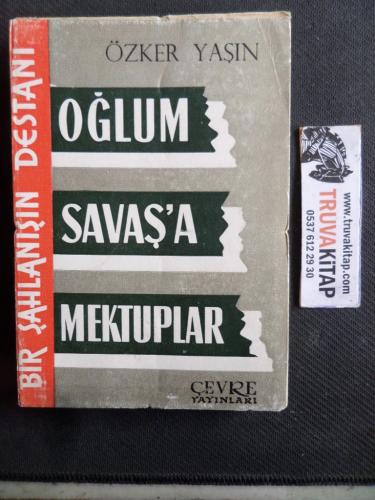 BİR ŞAHLANIŞIN DESTANI
ÖZKER YAŞIN
OĞLUM
SAVAŞ'A
MEKTUPLAR
ÇEVRE
YAYINLARI
www.truvakitap.com
TRUVAKİTAP
0537 612 29 30